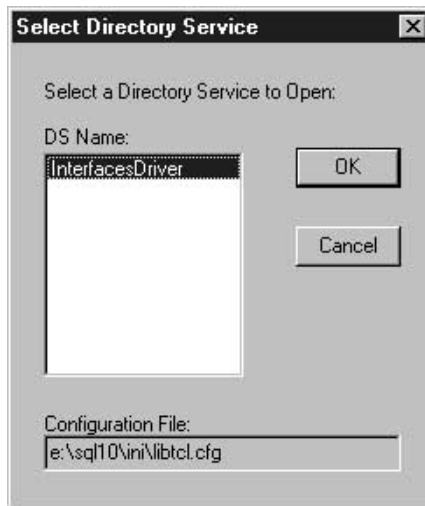 Select Directory Service
Select a Directory Service to Open:
DS Name:
InterfacesDriver
OK
Cancel
Configuration File:
e:\sql10\ini\libtcl.cfg